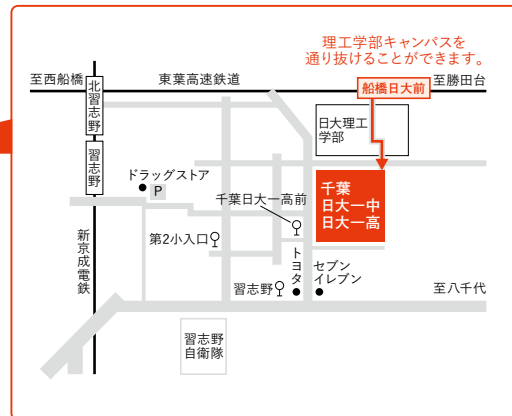 理工学部キャンパスを
通り抜けることができます。
至西船橋
東葉高速鉄道
船橋日大前
至勝田台
北習志野
日大理工
学部
習志野
ドラッグストア
P
千葉日大一高前
千葉
日大一中
日大一高
第2小入口
新京成電鉄
トヨタ
セブン
イレブン
習志野
至八千代
習志野
自衛隊